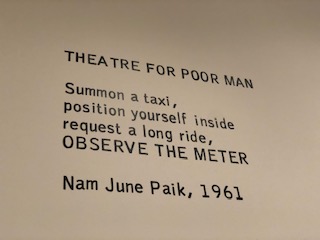 THEATRE FOR POOR MAN
Summon a taxi,
position yourself inside
request a long ride,
OBSERVE THE METER
Nam June Paik, 1961